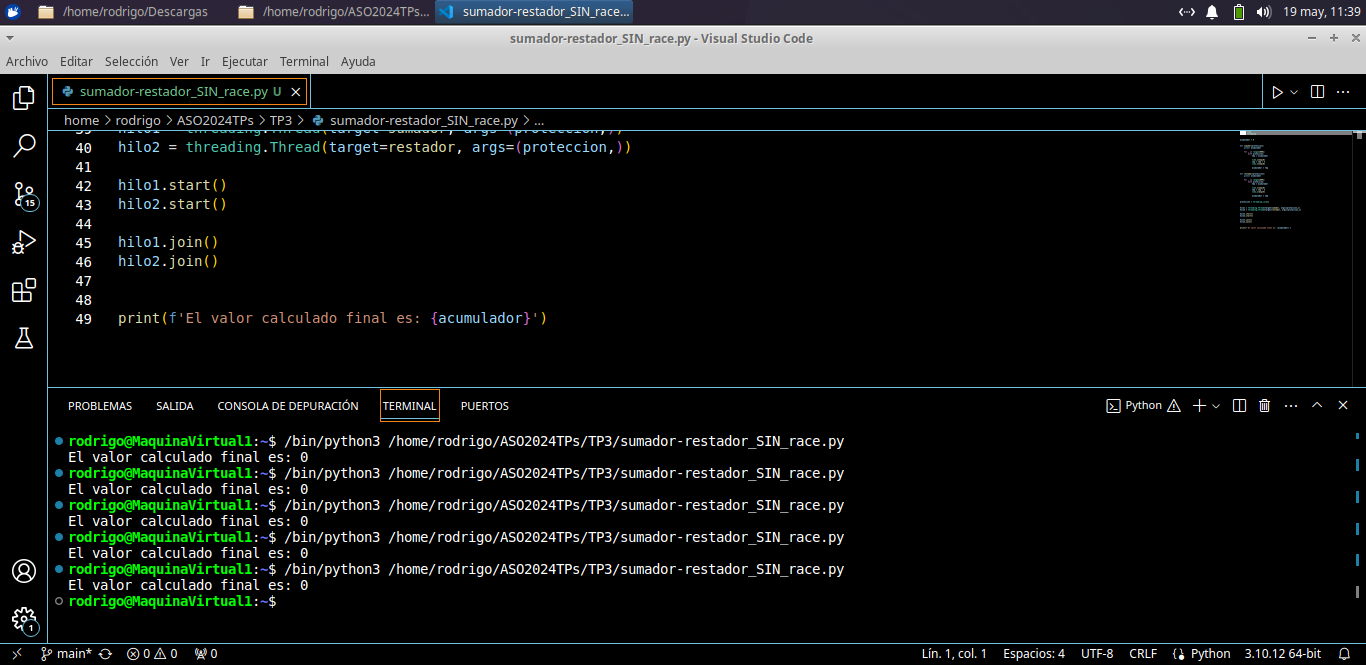 /home/rodrigo/Descargas /home/rodrigo/ASO2024TPs... sumador-restador_SIN_race... 19 may, 11:39
sumador-restador_SIN_race.py - Visual Studio Code
Archivo Editar Selección Ver Ir Ejecutar Terminal Ayuda
sumador-restador_SIN_race.py U
home > rodrigo > ASO2024TPs > TP3 > sumador-restador_SIN_race.py > ...
39 hilo1 = threading.Thread(target=sumador, args=(proteccion,))
40 hilo2 = threading.Thread(target=restador, args=(proteccion,))
41
42 hilo1.start()
43 hilo2.start()
44
45 hilo1.join()
46 hilo2.join()
47
48
49 print(f'El valor calculado final es: {acumulador}')
15
PROBLEMAS SALIDA CONSOLA DE DEPURACIÓN TERMINAL PUERTOS Python
rodrigo@MaquinaVirtual1:~$ /bin/python3 /home/rodrigo/ASO2024TPs/TP3/sumador-restador_SIN_race.py
El valor calculado final es: 0
rodrigo@MaquinaVirtual1:~$ /bin/python3 /home/rodrigo/ASO2024TPs/TP3/sumador-restador_SIN_race.py
El valor calculado final es: 0
rodrigo@MaquinaVirtual1:~$ /bin/python3 /home/rodrigo/ASO2024TPs/TP3/sumador-restador_SIN_race.py
El valor calculado final es: 0
rodrigo@MaquinaVirtual1:~$ /bin/python3 /home/rodrigo/ASO2024TPs/TP3/sumador-restador_SIN_race.py
El valor calculado final es: 0
rodrigo@MaquinaVirtual1:~$ /bin/python3 /home/rodrigo/ASO2024TPs/TP3/sumador-restador_SIN_race.py
El valor calculado final es: 0
rodrigo@MaquinaVirtual1:~$
1
main* 0 0 0 Lín. 1, col. 1 Espacios: 4 UTF-8 CRLF Python 3.10.12 64-bit